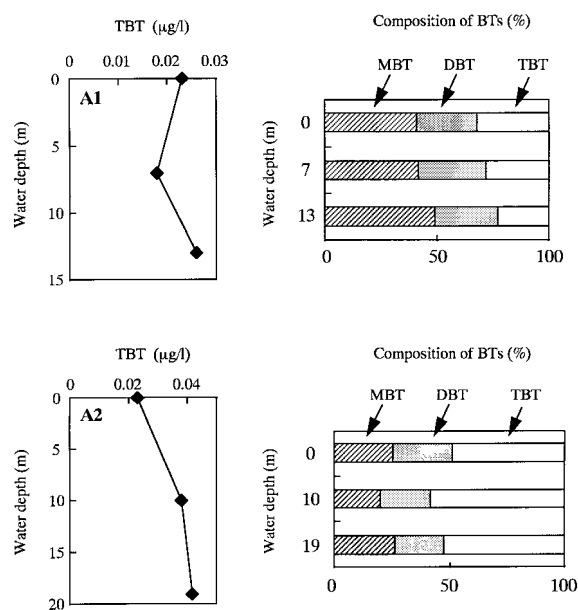 TBT (µg/l)
0 0.01 0.02 0.03
A1
0
5
10
15
Water depth (m)
Composition of BTs (%)
MBT DBT TBT
0
7
13
Water depth (m)
0 50 100
TBT (µg/l)
0 0.02 0.04
A2
0
5
10
15
20
Water depth (m)
Composition of BTs (%)
MBT DBT TBT
0
10
19
Water depth (m)
0 50 100